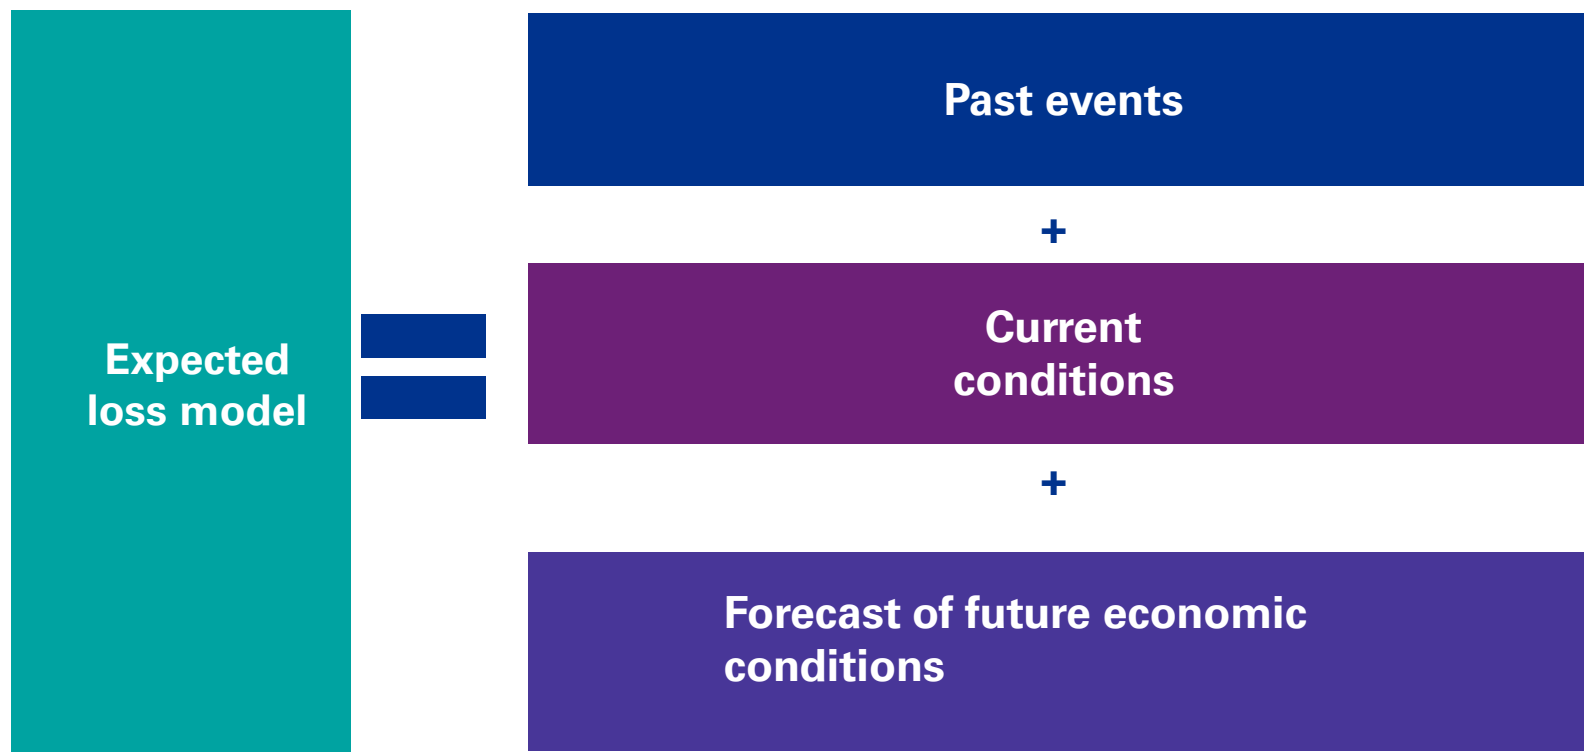 Past events
+
Current
conditions
Expected
loss model
+
Forecast of future economic
conditions